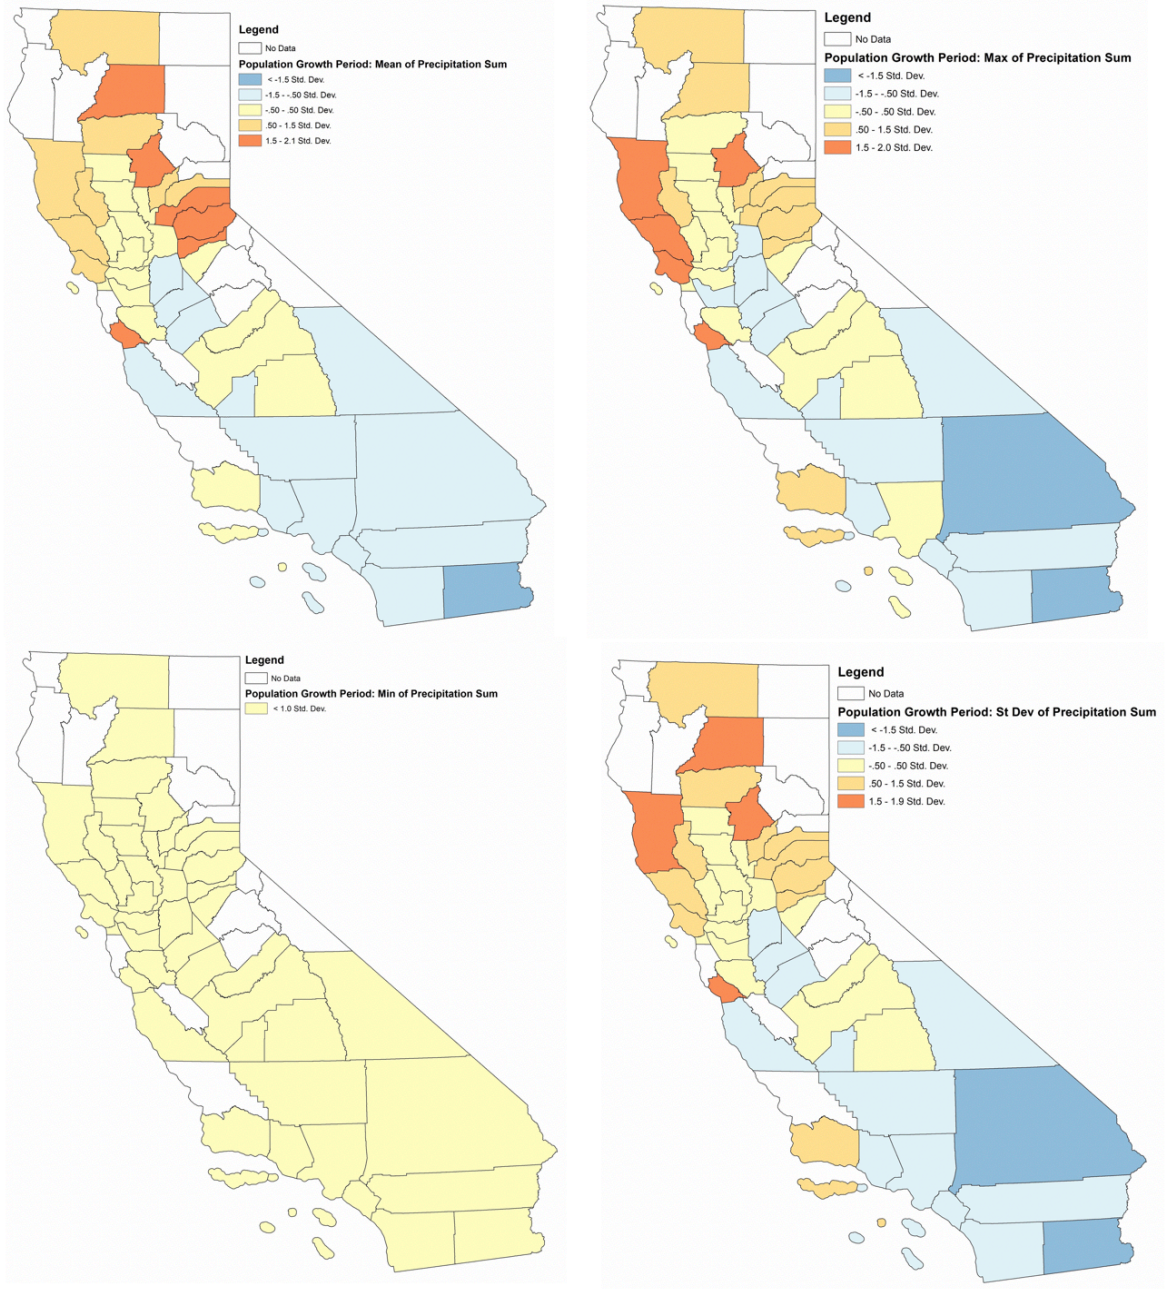 Legend
No Data
Population Growth Period: Mean of Precipitation Sum
< -1.5 Std. Dev.
-1.5 - -.50 Std. Dev.
-.50 - .50 Std. Dev.
.50 - 1.5 Std. Dev.
1.5 - 2.1 Std. Dev.
Legend
No Data
Population Growth Period: Max of Precipitation Sum
< -1.5 Std. Dev.
-1.5 - -.50 Std. Dev.
-.50 - .50 Std. Dev.
.50 - 1.5 Std. Dev.
1.5 - 2.0 Std. Dev.
Legend
No Data
Population Growth Period: Min of Precipitation Sum
< 1.0 Std. Dev.
Legend
No Data
Population Growth Period: St Dev of Precipitation Sum
< -1.5 Std. Dev.
-1.5 - -.50 Std. Dev.
-.50 - .50 Std. Dev.
.50 - 1.5 Std. Dev.
1.5 - 1.9 Std. Dev.